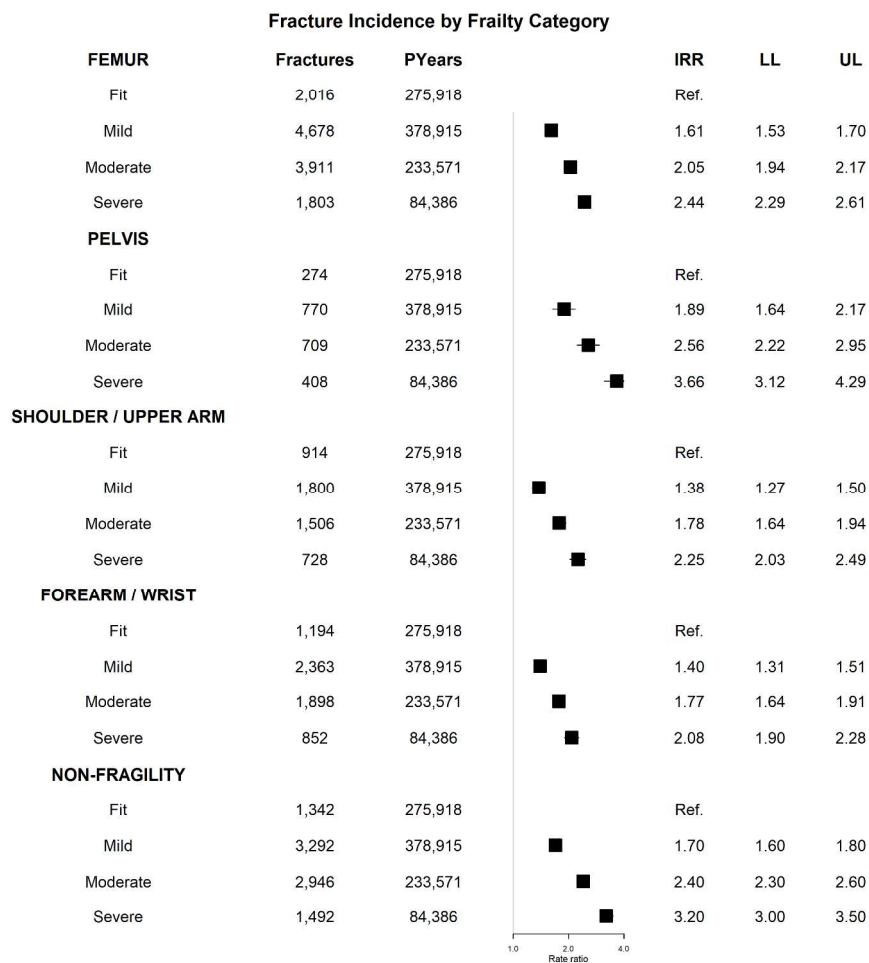 Fracture Incidence by Frailty Category
FEMUR Fractures PYears IRR LL UL
Fit 2,016 275,918 Ref.
Mild 4,678 378,915 1.61 1.53 1.70
Moderate 3,911 233,571 2.05 1.94 2.17
Severe 1,803 84,386 2.44 2.29 2.61
PELVIS
Fit 274 275,918 Ref.
Mild 770 378,915 1.89 1.64 2.17
Moderate 709 233,571 2.56 2.22 2.95
Severe 408 84,386 3.66 3.12 4.29
SHOULDER / UPPER ARM
Fit 914 275,918 Ref.
Mild 1,800 378,915 1.38 1.27 1.50
Moderate 1,506 233,571 1.78 1.64 1.94
Severe 728 84,386 2.25 2.03 2.49
FOREARM / WRIST
Fit 1,194 275,918 Ref.
Mild 2,363 378,915 1.40 1.31 1.51
Moderate 1,898 233,571 1.77 1.64 1.91
Severe 852 84,386 2.08 1.90 2.28
NON-FRAGILITY
Fit 1,342 275,918 Ref.
Mild 3,292 378,915 1.70 1.60 1.80
Moderate 2,946 233,571 2.40 2.30 2.60
Severe 1,492 84,386 3.20 3.00 3.50
1.0 2.0 4.0
Rate ratio